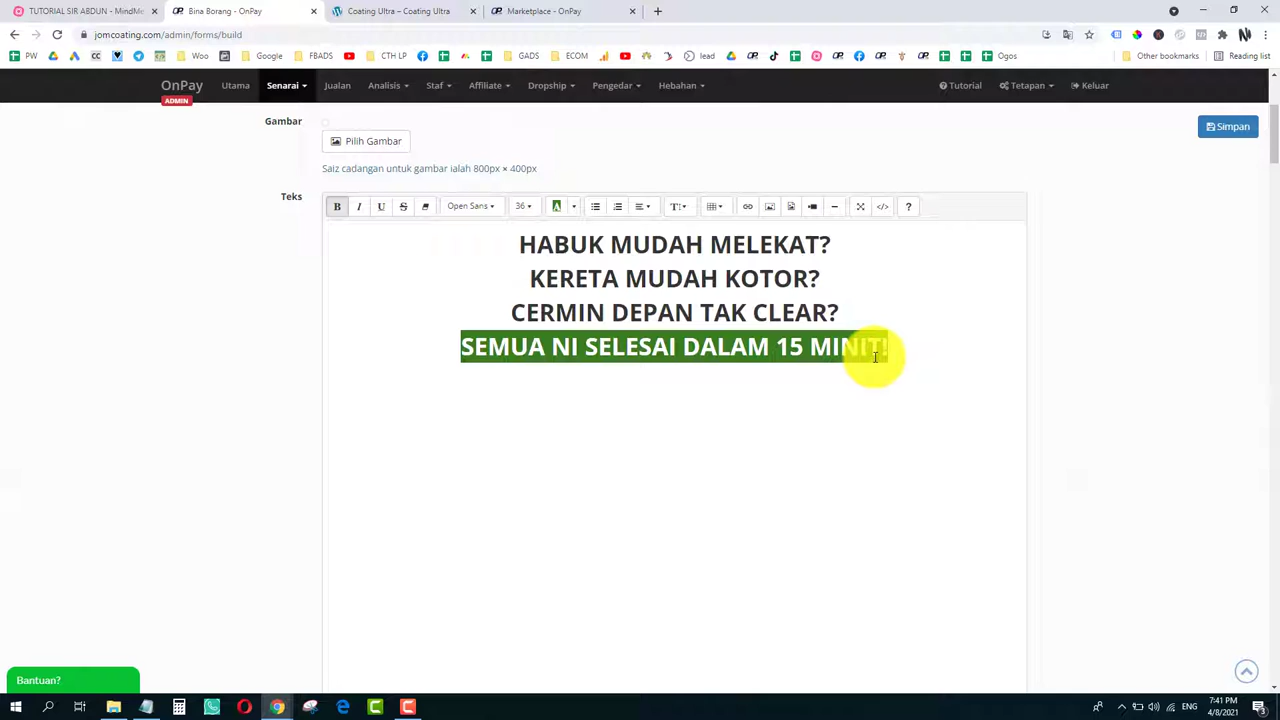 TUTORIAL SIR ABDUN - MindMe
Bina Borang - OnPay
Coating Ultra – Coating Ultra
Marketplace - OnPay
jomcoating.com/admin/forms/build
PW
Woo
Google
FBADS
CTH LP
GADS
ECOM
lead
Ogos
Other bookmarks
Reading list
OnPay
ADMIN
Utama
Senarai
Jualan
Analisis
Staf
Affiliate
Dropship
Pengedar
Hebahan
Tutorial
Tetapan
Keluar
Gambar
Pilih Gambar
Simpan
Saiz cadangan untuk gambar ialah 800px × 400px
Teks
B I U S Open Sans 36 A
HABUK MUDAH MELEKAT?
KERETA MUDAH KOTOR?
CERMIN DEPAN TAK CLEAR?
SEMUA NI SELESAI DALAM 15 MINIT!
Bantuan?
ENG
7:41 PM
4/8/2021